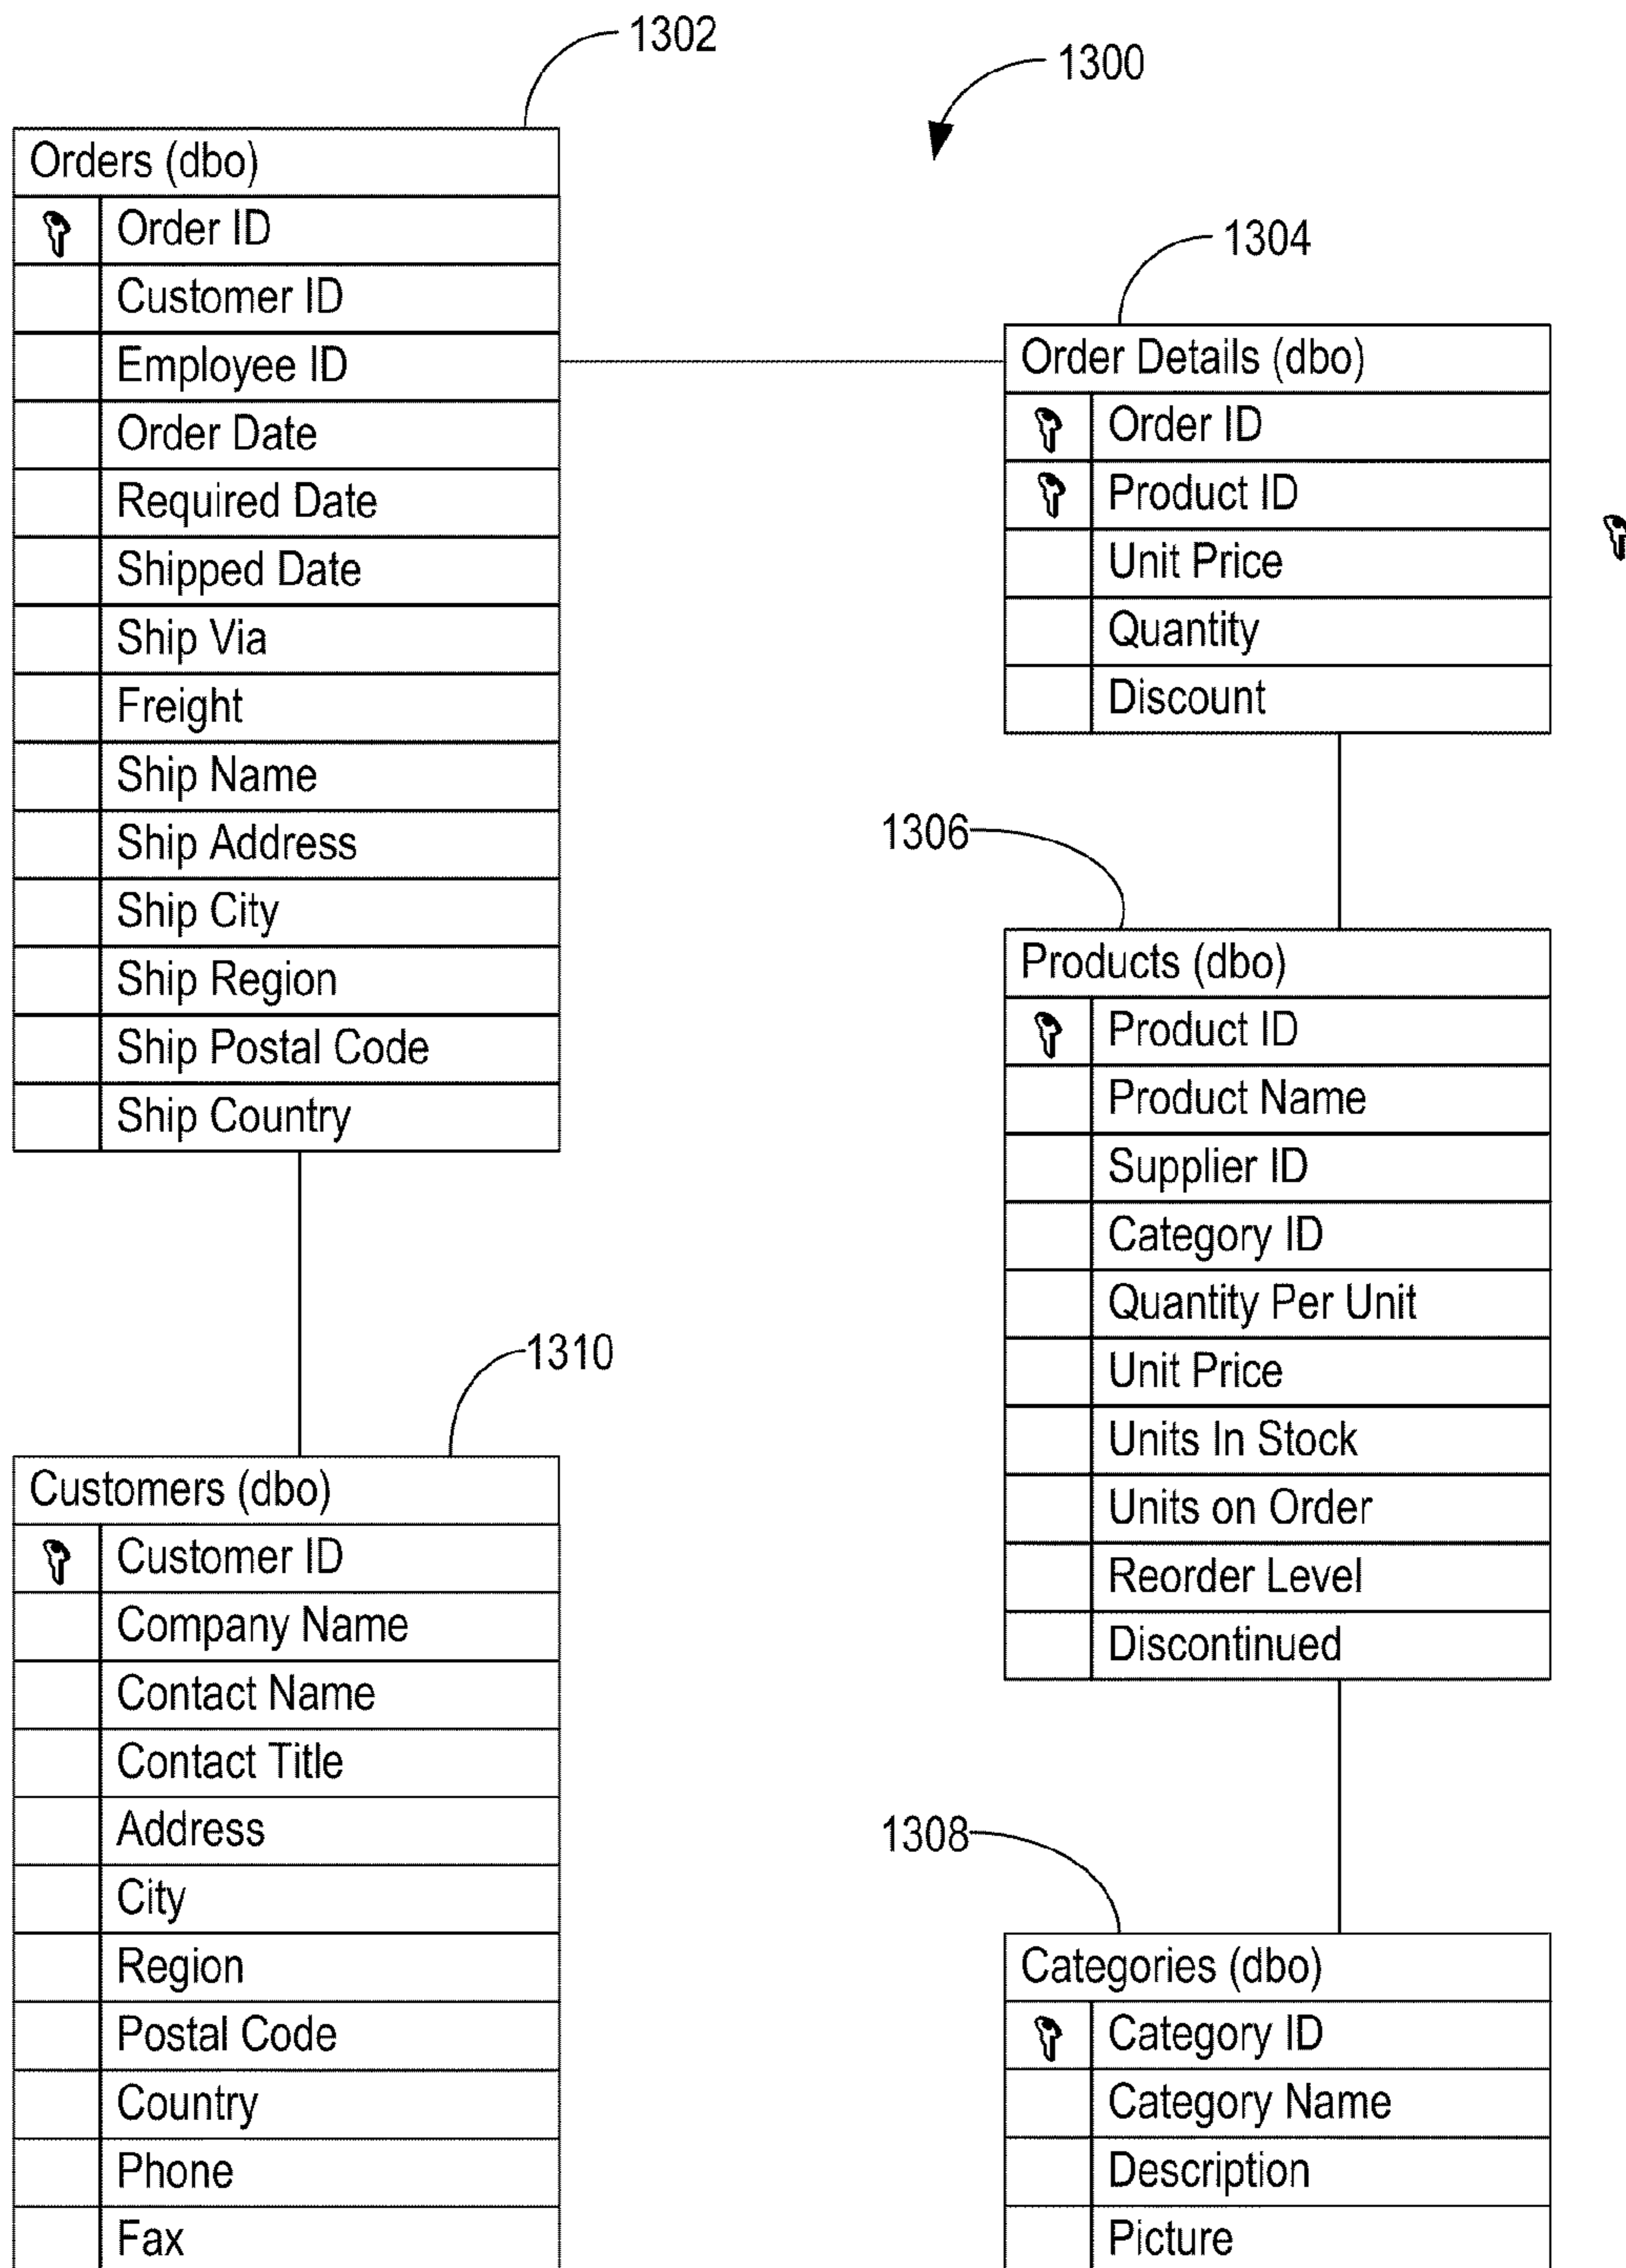 1302
1300
Orders (dbo)
Order ID
Customer ID
Employee ID
Order Date
Required Date
Shipped Date
Ship Via
Freight
Ship Name
Ship Address
Ship City
Ship Region
Ship Postal Code
Ship Country
1304
Order Details (dbo)
Order ID
Product ID
Unit Price
Quantity
Discount
1306
Products (dbo)
Product ID
Product Name
Supplier ID
Category ID
Quantity Per Unit
Unit Price
Units In Stock
Units on Order
Reorder Level
Discontinued
1310
Customers (dbo)
Customer ID
Company Name
Contact Name
Contact Title
Address
City
Region
Postal Code
Country
Phone
Fax
1308
Categories (dbo)
Category ID
Category Name
Description
Picture